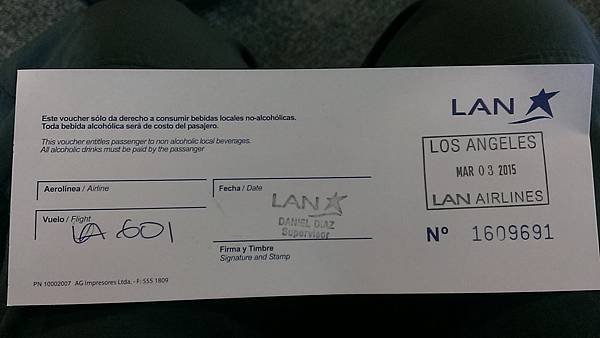 Este voucher sólo da derecho a consumir bebidas locales no-alcohólicas.
Toda bebida alcohólica será de costo del pasajero.
This voucher entitles passenger to non alcoholic local beverages.
All alcoholic drinks must be paid by the passanger
LAN
LOS ANGELES
MAR 03 2015
LAN AIRLINES
Nº 1609691
Aerolínea / Airline
Fecha / Date
Vuelo / Flight
LA 601
LAN
DANIEL DIAZ
Supervisor
Firma y Timbre
Signature and Stamp
PN 10002007 AG Impresores Ltda. - F: 555 1809